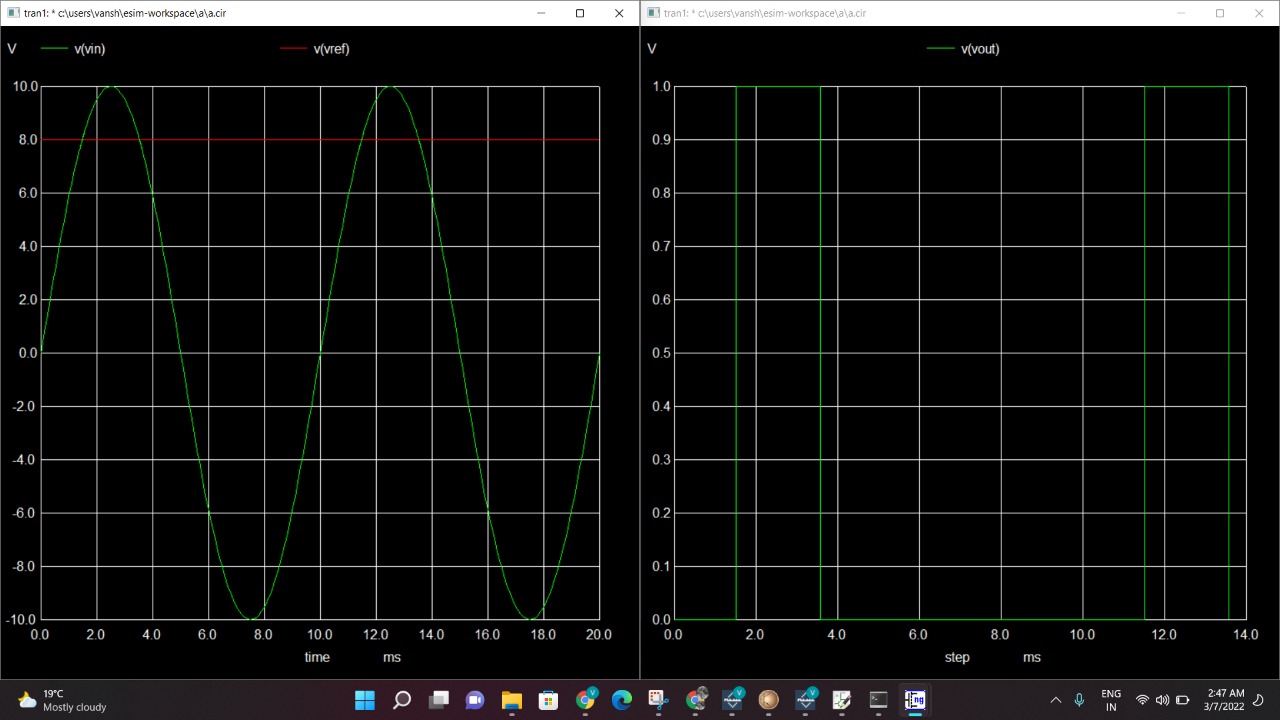 tran1: * c:\users\vansh\esim-workspace\a\a.cir
V v(vin) v(vref)
10.0
8.0
6.0
4.0
2.0
0.0
-2.0
-4.0
-6.0
-8.0
-10.0
0.0 2.0 4.0 6.0 8.0 10.0 12.0 14.0 16.0 18.0 20.0
time ms
tran1: * c:\users\vansh\esim-workspace\a\a.cir
V v(vout)
1.0
0.9
0.8
0.7
0.6
0.5
0.4
0.3
0.2
0.1
0.0
0.0 2.0 4.0 6.0 8.0 10.0 12.0 14.0
step ms
19°C
Mostly cloudy
ENG
IN
2:47 AM
3/7/2022